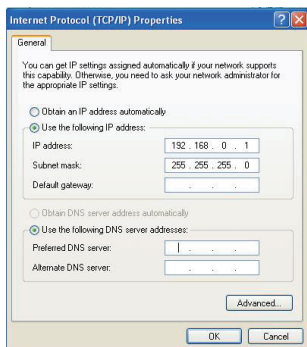 Internet Protocol (TCP/IP) Properties
General
You can get IP settings assigned automatically if your network supports
this capability. Otherwise, you need to ask your network administrator for
the appropriate IP settings.
Obtain an IP address automatically
Use the following IP address:
IP address: 192 . 168 . 0 . 1
Subnet mask: 255 . 255 . 255 . 0
Default gateway: . . .
Obtain DNS server address automatically
Use the following DNS server addresses:
Preferred DNS server: . . .
Alternate DNS server: . . .
Advanced...
OK Cancel